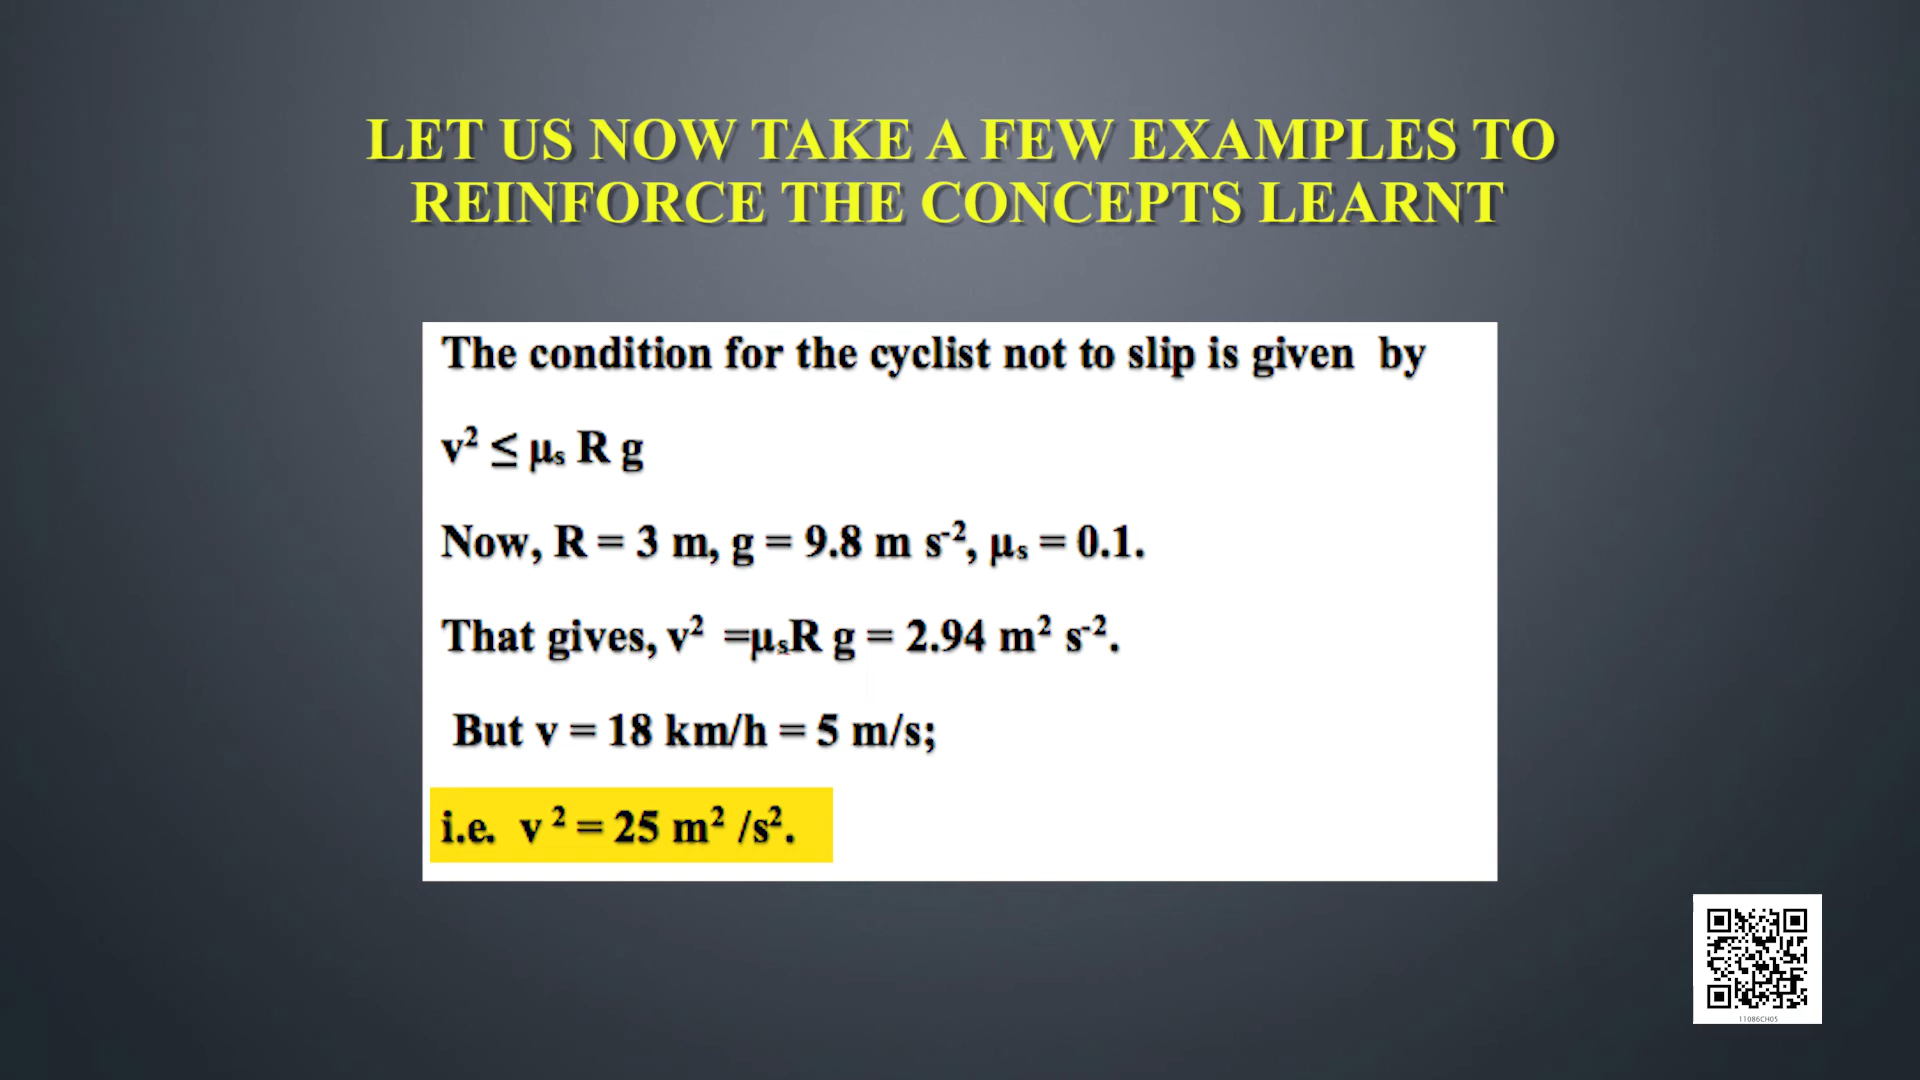 LET US NOW TAKE A FEW EXAMPLES TO
REINFORCE THE CONCEPTS LEARNT
The condition for the cyclist not to slip is given by
v² ≤ μₛ R g
Now, R = 3 m, g = 9.8 m s⁻², μₛ = 0.1.
That gives, v² =μₛR g = 2.94 m² s⁻².
But v = 18 km/h = 5 m/s;
i.e. v ² = 25 m² /s².
11086CH05